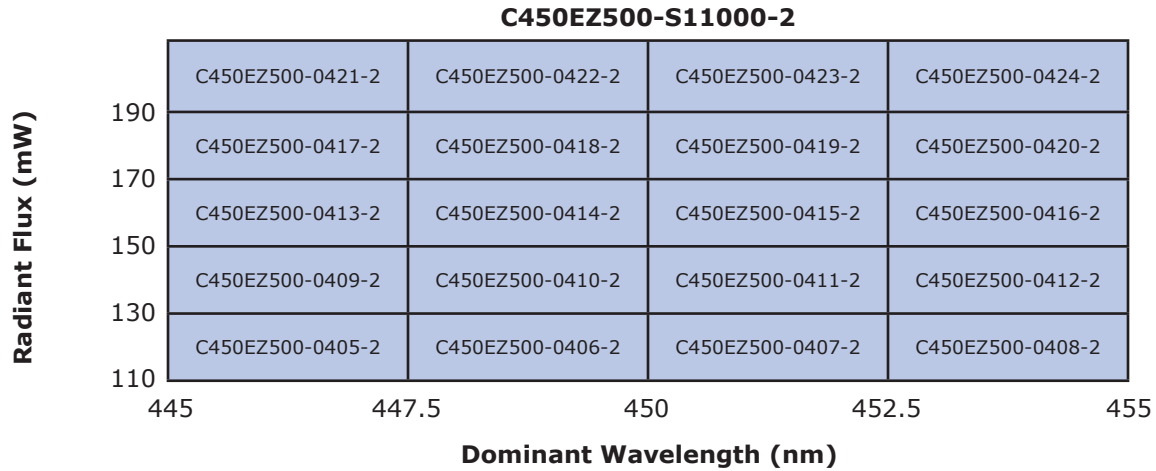 C450EZ500-S11000-2
Radiant Flux (mW)
C450EZ500-0421-2 C450EZ500-0422-2 C450EZ500-0423-2 C450EZ500-0424-2
190
C450EZ500-0417-2 C450EZ500-0418-2 C450EZ500-0419-2 C450EZ500-0420-2
170
C450EZ500-0413-2 C450EZ500-0414-2 C450EZ500-0415-2 C450EZ500-0416-2
150
C450EZ500-0409-2 C450EZ500-0410-2 C450EZ500-0411-2 C450EZ500-0412-2
130
C450EZ500-0405-2 C450EZ500-0406-2 C450EZ500-0407-2 C450EZ500-0408-2
110
445 447.5 450 452.5 455
Dominant Wavelength (nm)